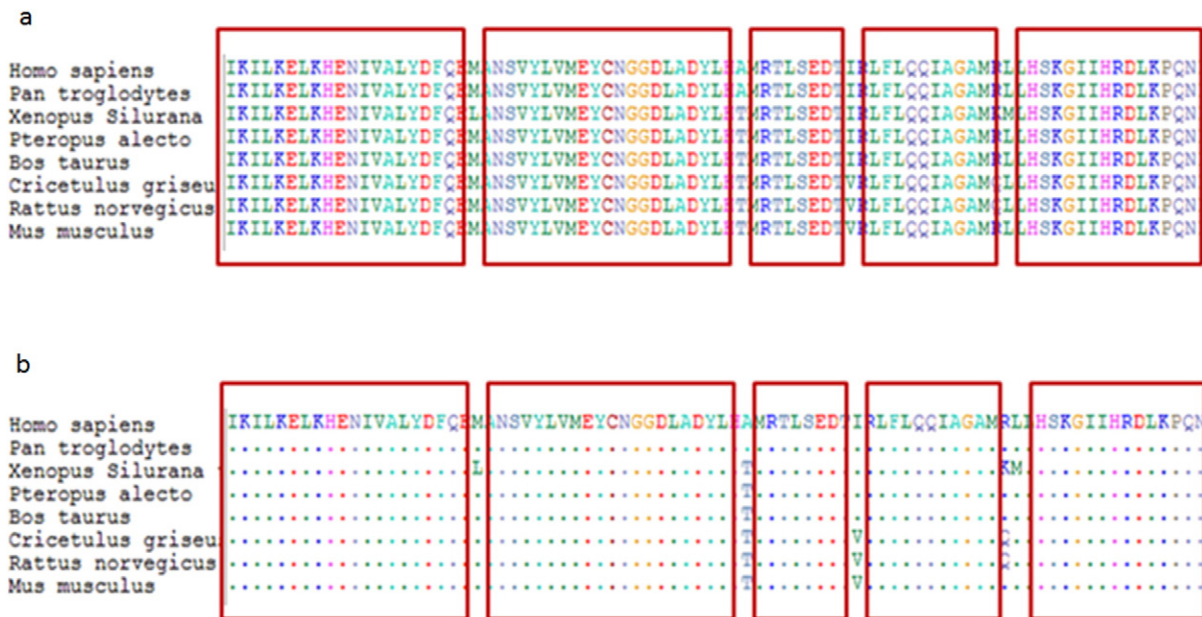 a
Homo sapiens IKILKELKHENIVALYDFQEMANSVYLVMEYCNGGDLADYLHAMRTLSEDTIRLFLQQIAGAMRLLHSKGIIHRDLKPQN
Pan troglodytes IKILKELKHENIVALYDFQEMANSVYLVMEYCNGGDLADYLHAMRTLSEDTIRLFLQQIAGAMRLLHSKGIIHRDLKPQN
Xenopus Silurana IKILKELKHENIVALYDFQELANSVYLVMEYCNGGDLADYLHTMRTLSEDTIRLFLQQIAGAMKMLHSKGIIHRDLKPQN
Pteropus alecto IKILKELKHENIVALYDFQEMANSVYLVMEYCNGGDLADYLHTMRTLSEDTIRLFLQQIAGAMRLLHSKGIIHRDLKPQN
Bos taurus IKILKELKHENIVALYDFQEMANSVYLVMEYCNGGDLADYLHTMRTLSEDTIRLFLQQIAGAMRLLHSKGIIHRDLKPQN
Cricetulus griseu IKILKELKHENIVALYDFQEMANSVYLVMEYCNGGDLADYLHTMRTLSEDTVRLFLQQIAGAMQLLHSKGIIHRDLKPQN
Rattus norvegicus IKILKELKHENIVALYDFQEMANSVYLVMEYCNGGDLADYLHTMRTLSEDTVRLFLQQIAGAMQLLHSKGIIHRDLKPQN
Mus musculus IKILKELKHENIVALYDFQEMANSVYLVMEYCNGGDLADYLHTMRTLSEDTVRLFLQQIAGAMRLLHSKGIIHRDLKPQN
b
Homo sapiens IKILKELKHENIVALYDFQEMANSVYLVMEYCNGGDLADYLHAMRTLSEDTIRLFLQQIAGAMRLLHSKGIIHRDLKPQN
Pan troglodytes ................................................................................
Xenopus Silurana ....................L.....................T....................KM...............
Pteropus alecto ..........................................T.....................................
Bos taurus ..........................................T.....................................
Cricetulus griseu ..........................................T........V...........Q................
Rattus norvegicus ..........................................T........V...........Q................
Mus musculus ..........................................T........V............................